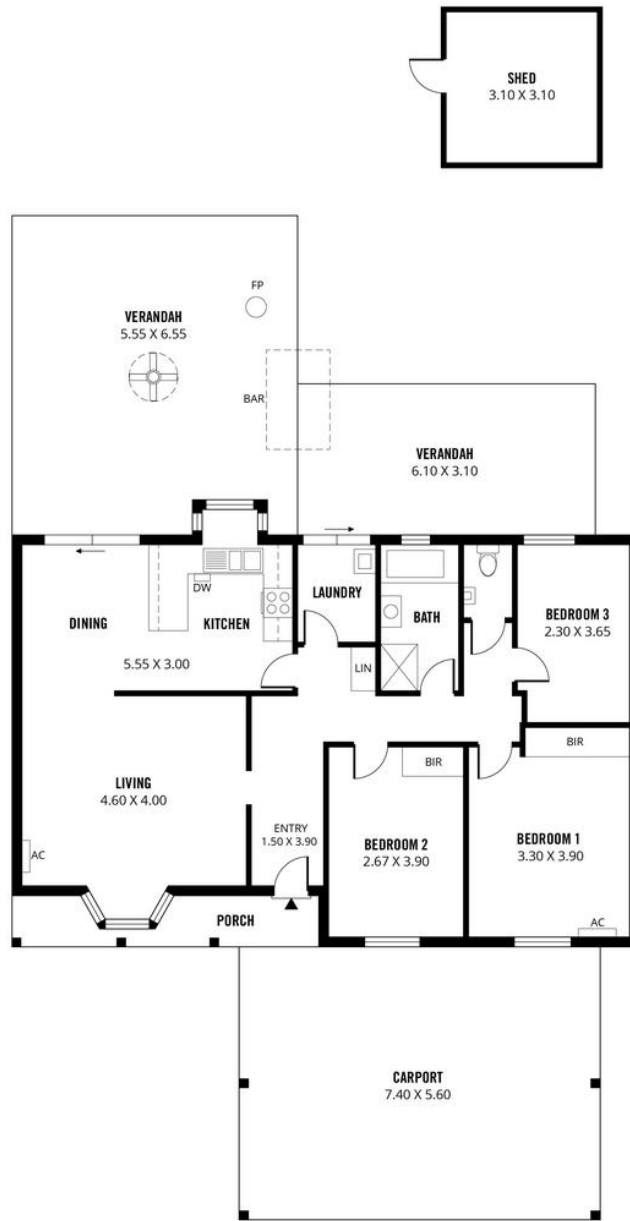 SHED
3.10 X 3.10
FP
VERANDAH
5.55 X 6.55
BAR
VERANDAH
6.10 X 3.10
DW
DINING
KITCHEN
5.55 X 3.00
LAUNDRY
LIN
BATH
BEDROOM 3
2.30 X 3.65
BIR
BIR
LIVING
4.60 X 4.00
AC
ENTRY
1.50 X 3.90
BEDROOM 2
2.67 X 3.90
BEDROOM 1
3.30 X 3.90
AC
PORCH
CARPORT
7.40 X 5.60